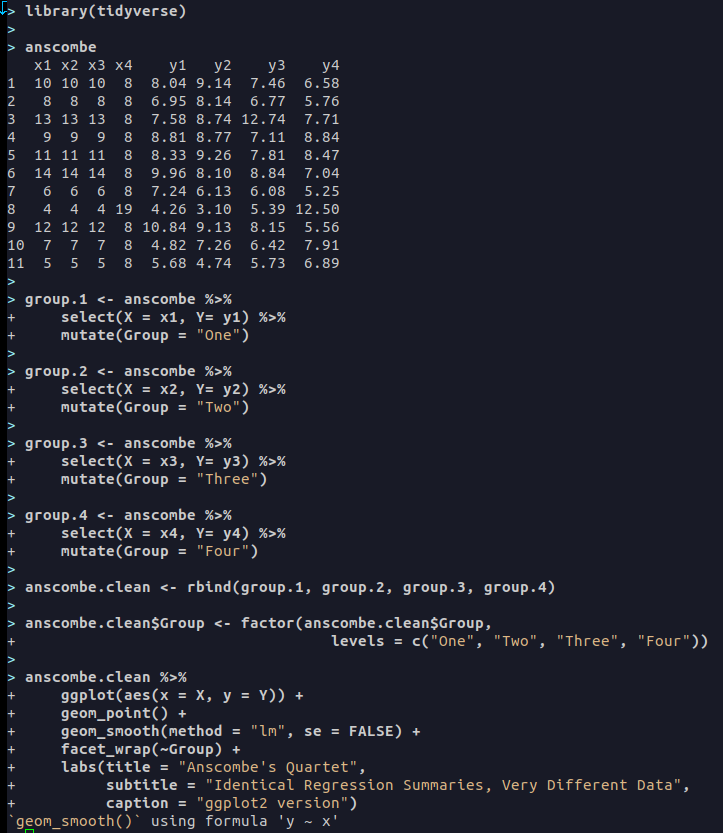 > library(tidyverse)
>
> anscombe
   x1 x2 x3 x4    y1   y2    y3    y4
1  10 10 10  8  8.04 9.14  7.46  6.58
2   8  8  8  8  6.95 8.14  6.77  5.76
3  13 13 13  8  7.58 8.74 12.74  7.71
4   9  9  9  8  8.81 8.77  7.11  8.84
5  11 11 11  8  8.33 9.26  7.81  8.47
6  14 14 14  8  9.96 8.10  8.84  7.04
7   6  6  6  8  7.24 6.13  6.08  5.25
8   4  4  4 19  4.26 3.10  5.39 12.50
9  12 12 12  8 10.84 9.13  8.15  5.56
10  7  7  7  8  4.82 7.26  6.42  7.91
11  5  5  5  8  5.68 4.74  5.73  6.89
>
> group.1 <- anscombe %>%
+     select(X = x1, Y= y1) %>%
+     mutate(Group = "One")
>
> group.2 <- anscombe %>%
+     select(X = x2, Y= y2) %>%
+     mutate(Group = "Two")
>
> group.3 <- anscombe %>%
+     select(X = x3, Y= y3) %>%
+     mutate(Group = "Three")
>
> group.4 <- anscombe %>%
+     select(X = x4, Y= y4) %>%
+     mutate(Group = "Four")
>
> anscombe.clean <- rbind(group.1, group.2, group.3, group.4)
>
> anscombe.clean$Group <- factor(anscombe.clean$Group,
+                                   levels = c("One", "Two", "Three", "Four"))
>
> anscombe.clean %>%
+     ggplot(aes(x = X, y = Y)) +
+     geom_point() +
+     geom_smooth(method = "lm", se = FALSE) +
+     facet_wrap(~Group) +
+     labs(title = "Anscombe's Quartet",
+          subtitle = "Identical Regression Summaries, Very Different Data",
+          caption = "ggplot2 version")
`geom_smooth()` using formula 'y ~ x'